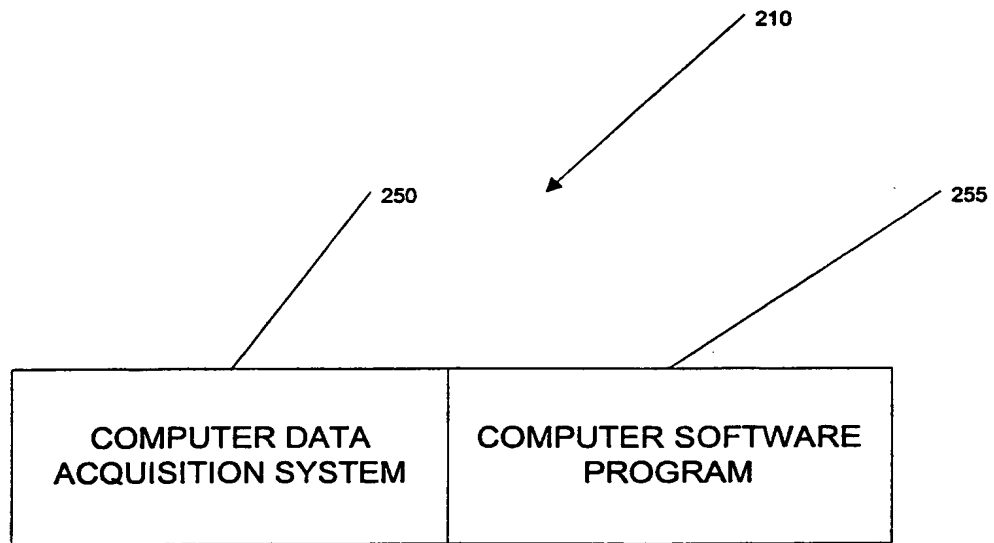 210
250
255
COMPUTER DATA
ACQUISITION SYSTEM
COMPUTER SOFTWARE
PROGRAM